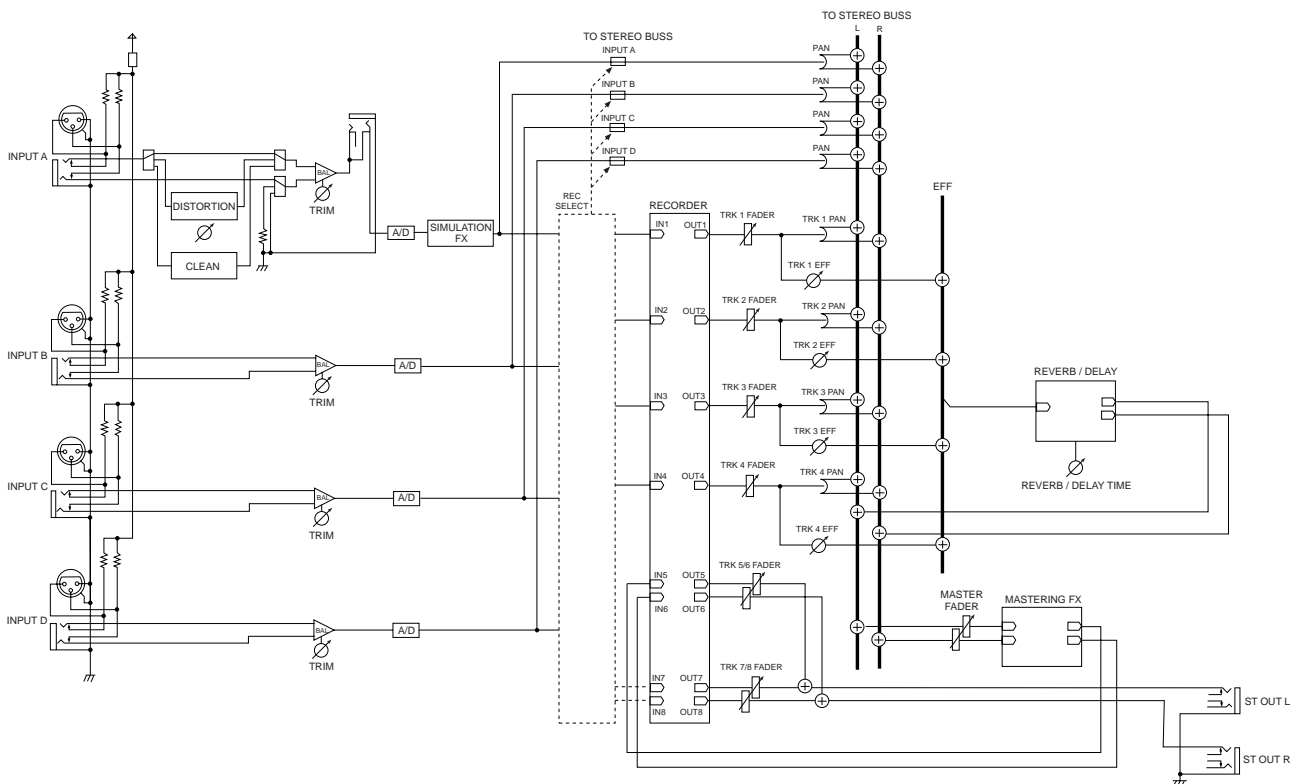 TO STEREO BUSS
L R
TO STEREO BUSS
INPUT A
INPUT B
INPUT C
INPUT D
PAN
PAN
PAN
PAN
INPUT A
DISTORTION
CLEAN
BAL
TRIM
A/D
SIMULATION
FX
REC
SELECT
RECORDER
EFF
IN1 OUT1
TRK 1 FADER
TRK 1 PAN
TRK 1 EFF
IN2 OUT2
TRK 2 FADER
TRK 2 PAN
TRK 2 EFF
INPUT B
BAL
TRIM
A/D
IN3 OUT3
TRK 3 FADER
TRK 3 PAN
TRK 3 EFF
REVERB / DELAY
REVERB / DELAY TIME
INPUT C
BAL
TRIM
A/D
IN4 OUT4
TRK 4 FADER
TRK 4 PAN
TRK 4 EFF
INPUT D
BAL
TRIM
A/D
IN5 OUT5
IN6 OUT6
TRK 5/6 FADER
MASTER
FADER
MASTERING FX
IN7 OUT7
IN8 OUT8
TRK 7/8 FADER
ST OUT L
ST OUT R